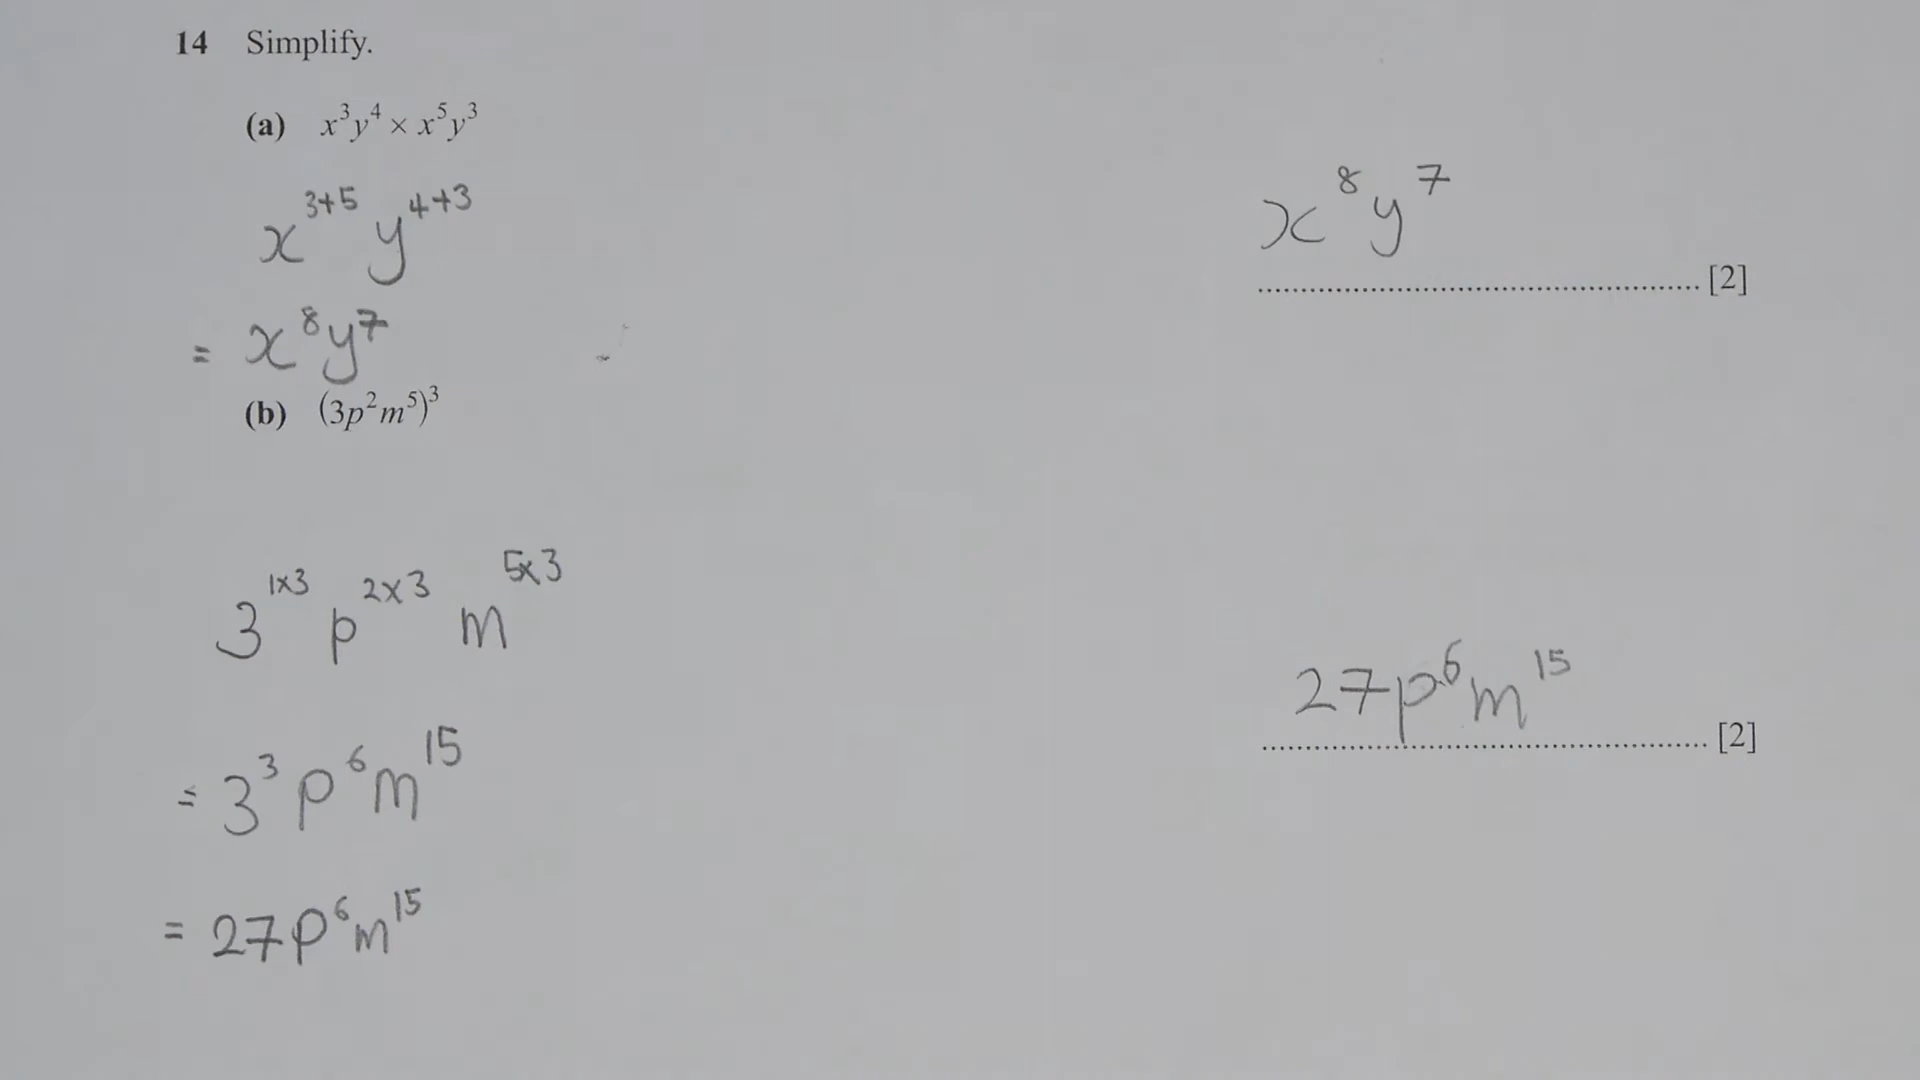 14 Simplify.
(a) x³y⁴ × x⁵y³
x³⁺⁵ y⁴⁺³
= x⁸y⁷
x⁸y⁷
[2]
(b) (3p²m⁵)³
3¹ˣ³ p²ˣ³ m⁵ˣ³
= 3³p⁶m¹⁵
= 27p⁶m¹⁵
27p⁶m¹⁵
[2]